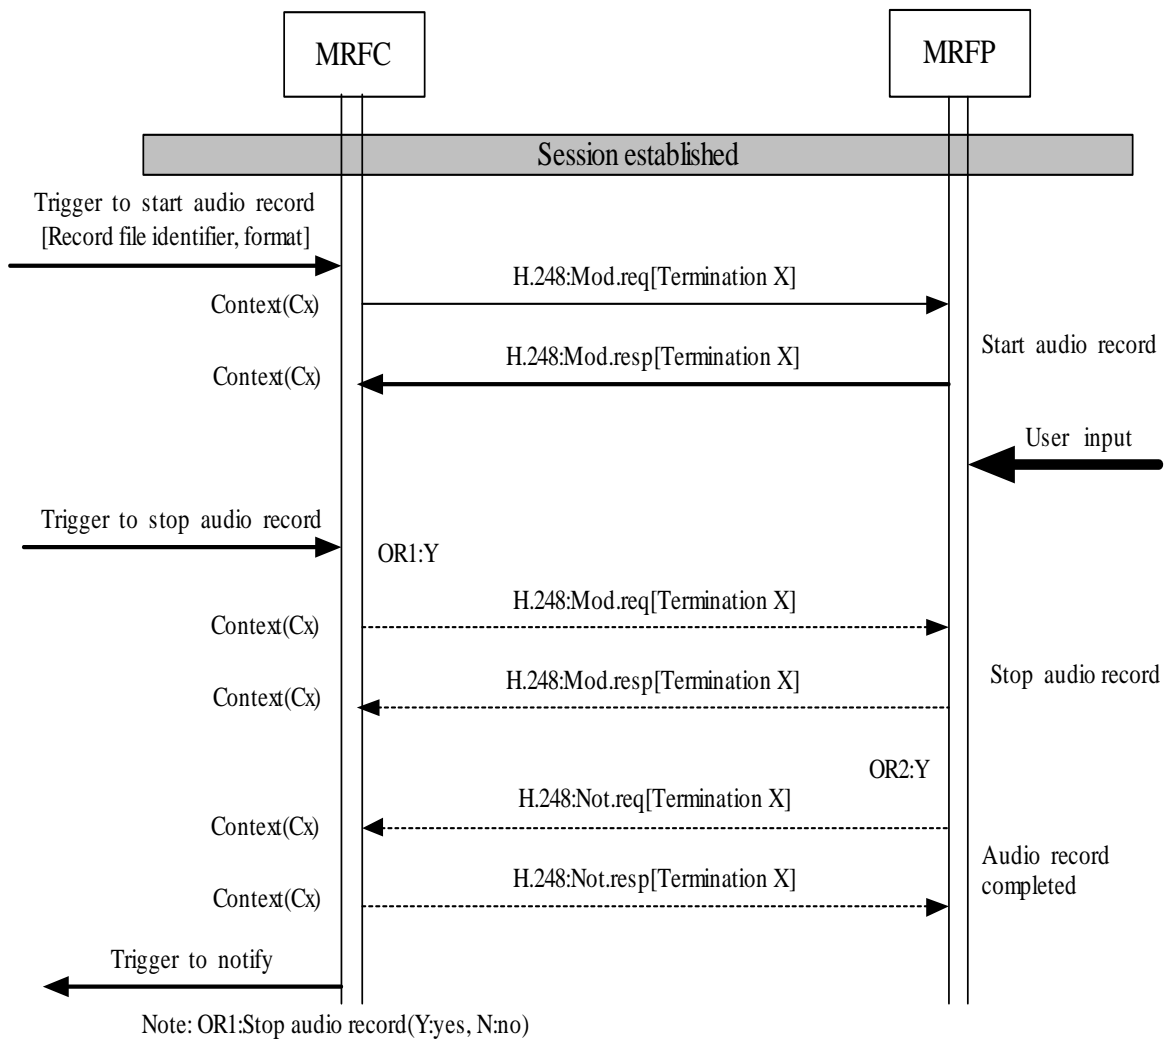 MRFC
MRFP
Session established
Trigger to start audio record
[Record file identifier, format]
H.248:Mod.req[Termination X]
Context(Cx)
Start audio record
H.248:Mod.resp[Termination X]
Context(Cx)
User input
Trigger to stop audio record
OR1:Y
H.248:Mod.req[Termination X]
Context(Cx)
Stop audio record
H.248:Mod.resp[Termination X]
Context(Cx)
OR2:Y
H.248:Not.req[Termination X]
Context(Cx)
Audio record
completed
H.248:Not.resp[Termination X]
Context(Cx)
Trigger to notify
Note: OR1:Stop audio record(Y:yes, N:no)